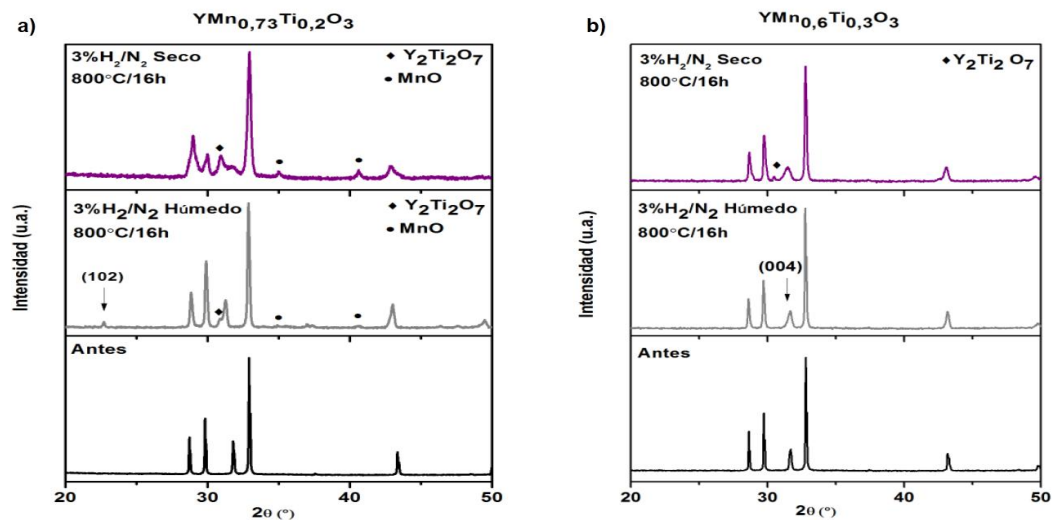 a)
YMn0,73Ti0,2O3
3%H2/N2 Seco
800°C/16h
◆ Y2Ti2O7
● MnO
3%H2/N2 Húmedo
800°C/16h
◆ Y2Ti2O7
● MnO
(102)
Antes
Intensidad (u.a.)
20 30 40 50
2θ (°)
b)
YMn0,6Ti0,3O3
3%H2/N2 Seco
800°C/16h
◆Y2Ti2 O7
3%H2/N2 Húmedo
800°C/16h
(004)
Antes
Intensidad (u.a.)
20 30 40 50
2θ (°)